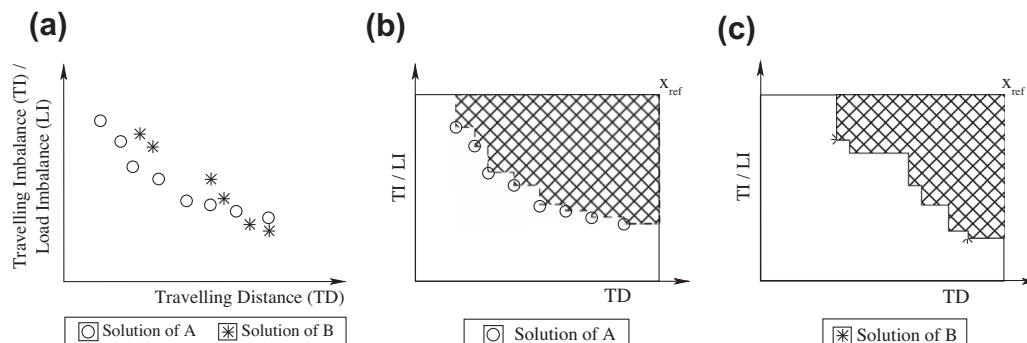 (a)
Travelling Imbalance (TI) /
Load Imbalance (LI)
Travelling Distance (TD)
Solution of A
Solution of B
(b)
x_ref
TI / LI
TD
Solution of A
(c)
x_ref
TI / LI
TD
Solution of B